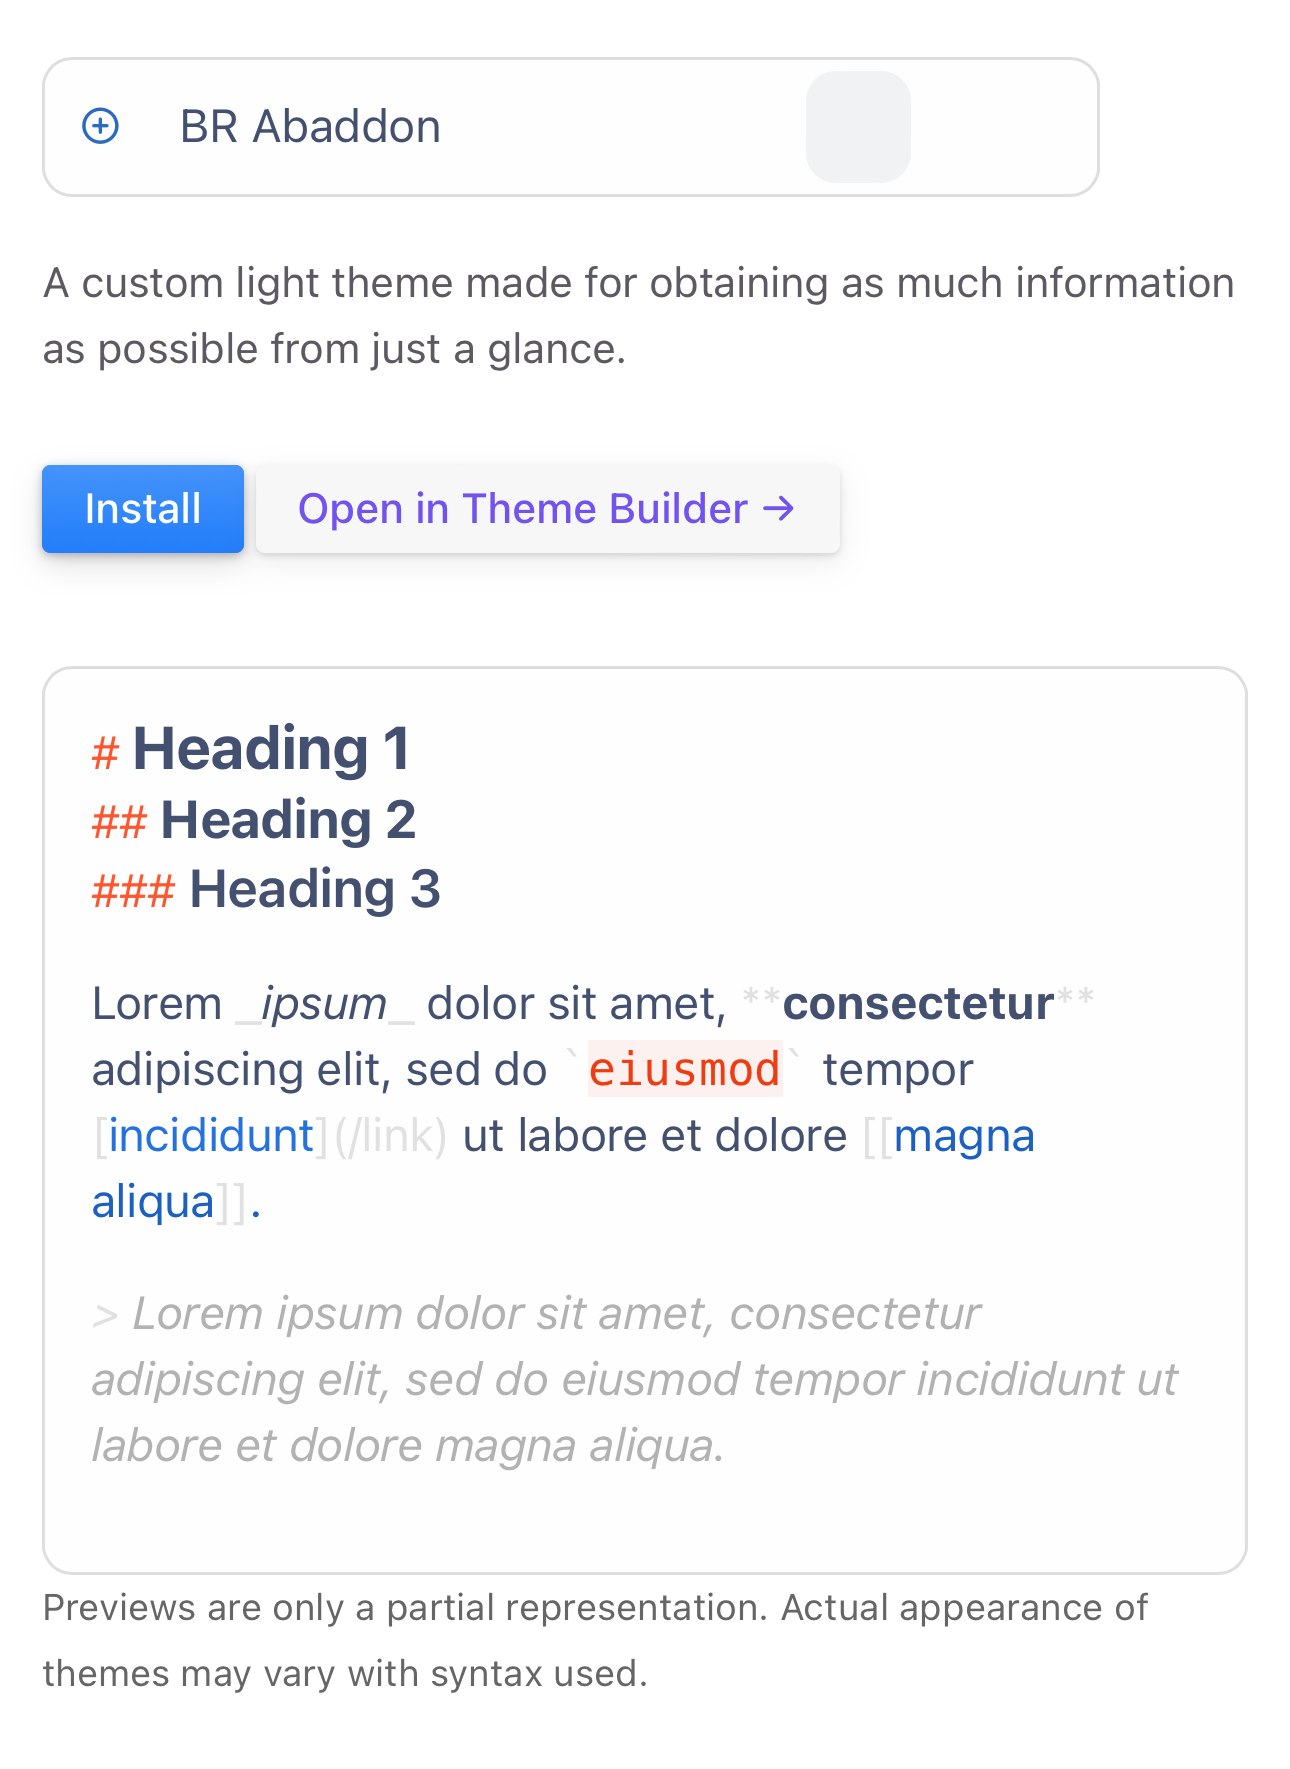 BR Abaddon
A custom light theme made for obtaining as much information
as possible from just a glance.
Install
Open in Theme Builder →
# Heading 1
## Heading 2
### Heading 3
Lorem _ipsum_ dolor sit amet, **consectetur**
adipiscing elit, sed do `eiusmod` tempor
[incididunt](/link) ut labore et dolore [[magna
aliqua]].
> Lorem ipsum dolor sit amet, consectetur
adipiscing elit, sed do eiusmod tempor incididunt ut
labore et dolore magna aliqua.
Previews are only a partial representation. Actual appearance of
themes may vary with syntax used.